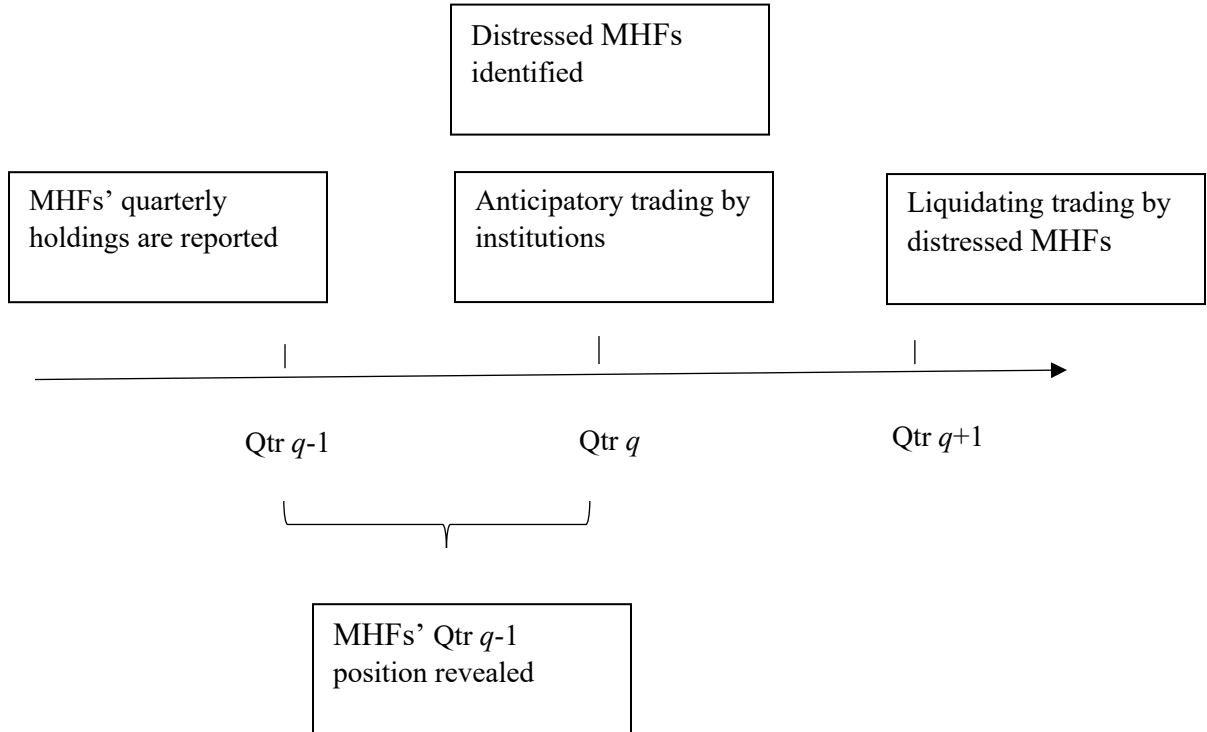 Distressed MHFs
identified
MHFs’ quarterly
holdings are reported
Anticipatory trading by
institutions
Liquidating trading by
distressed MHFs
Qtr q-1
Qtr q
Qtr q+1
MHFs’ Qtr q-1
position revealed